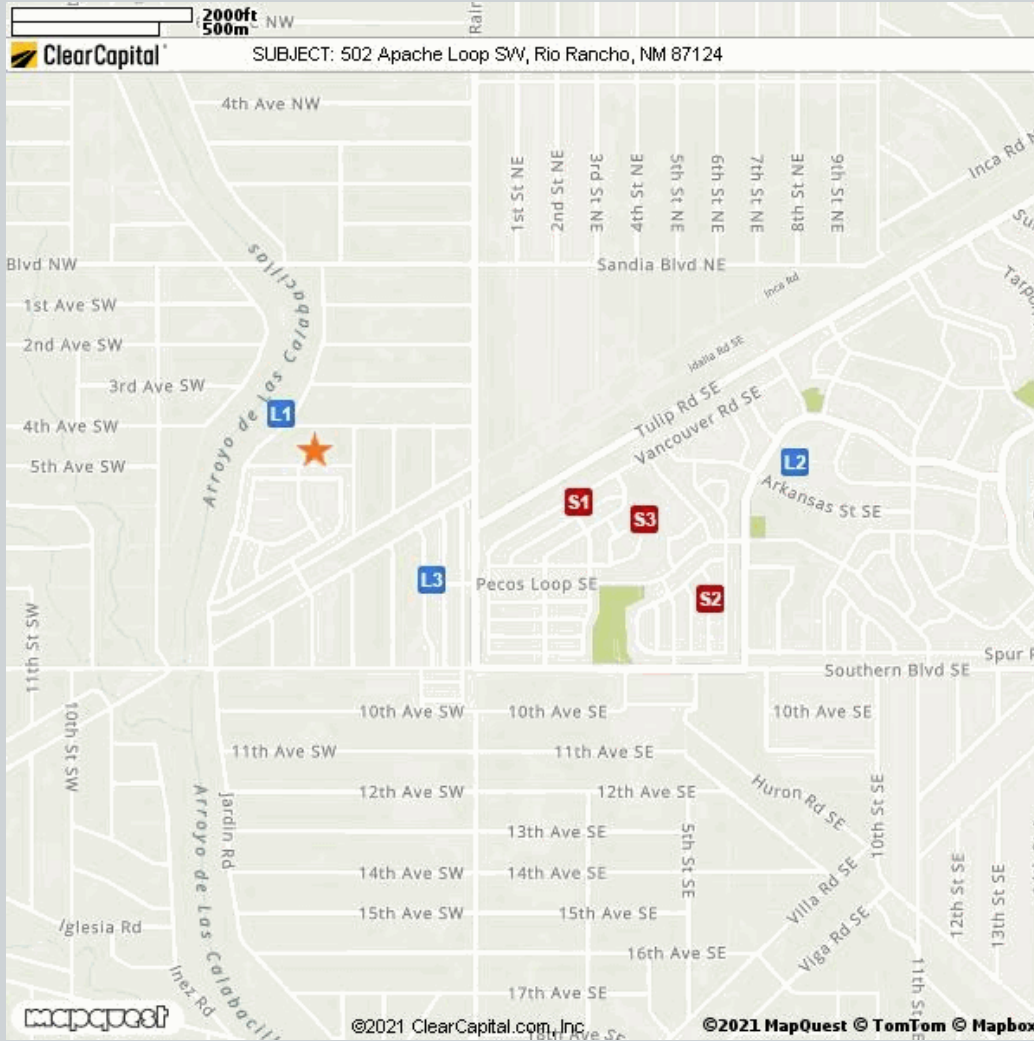 2000ft
500m
NW
ClearCapital
SUBJECT: 502 Apache Loop SW, Rio Rancho, NM 87124
4th Ave NW
1st St NE
2nd St NE
3rd St NE
4th St NE
5th St NE
6th St NE
7th St NE
8th St NE
9th St NE
Inca Rd
Blvd NW
Sandia Blvd NE
Inca Rd
1st Ave SW
2nd Ave SW
3rd Ave SW
Arroyo de Las Calabacillas
Idalia Rd SE
Tulip Rd SE
Vancouver Rd SE
L1
4th Ave SW
5th Ave SW
L2
Arkansas St SE
S1
S3
L3
Pecos Loop SE
S2
11th St SW
Southern Blvd SE
Spur
10th St SW
10th Ave SW
10th Ave SE
10th Ave SE
11th Ave SW
11th Ave SE
12th Ave SW
12th Ave SE
Huron Rd SE
10th St SE
Jardin Rd
13th Ave SE
5th St SE
14th Ave SW
14th Ave SE
Villa Rd SE
12th St SE
13th St SE
15th Ave SW
15th Ave SE
Viga Rd SE
Iglesia Rd
Arroyo de Las Calabacill
16th Ave SE
11th St SE
Inez Rd
17th Ave SE
18th Ave SE
mapquest
©2021 ClearCapital.com, Inc
©2021 MapQuest © TomTom © Mapbox